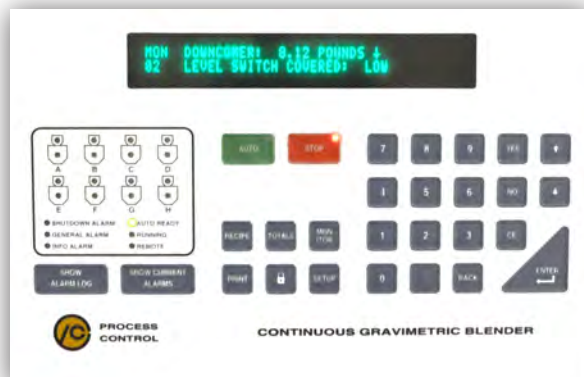 MON DOWNCOMER: 0.12 POUNDS ↓
02 LEVEL SWITCH COVERED: LOW
A B C D
E F G H
SHUTDOWN ALARM AUTO READY
GENERAL ALARM RUNNING
INFO ALARM REMOTE
SHOW ALARM LOG
SHOW CURRENT ALARMS
AUTO STOP
RECIPE TOTALS MON ITOR
PRINT SETUP
7 8 9 YES
4 5 6 NO
1 2 3 CE
0 . BACK
ENTER
/C PROCESS CONTROL
CONTINUOUS GRAVIMETRIC BLENDER